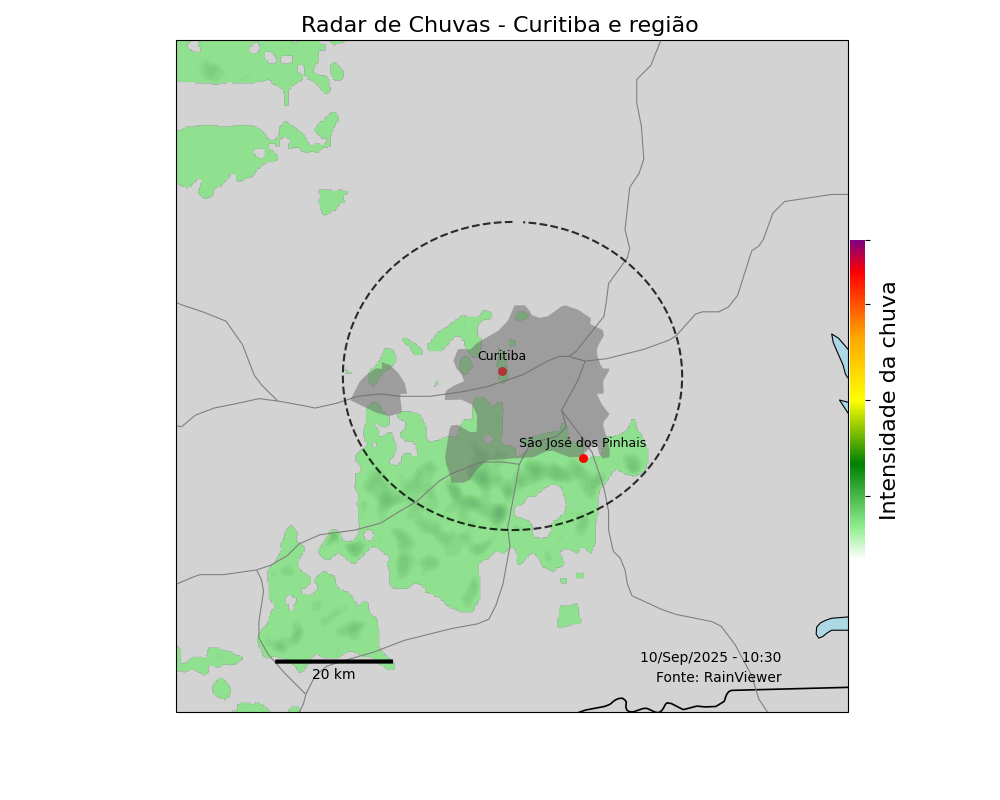 Radar de Chuvas - Curitiba e região
Curitiba
São José dos Pinhais
Intensidade da chuva
10/Sep/2025 - 10:30
Fonte: RainViewer
20 km